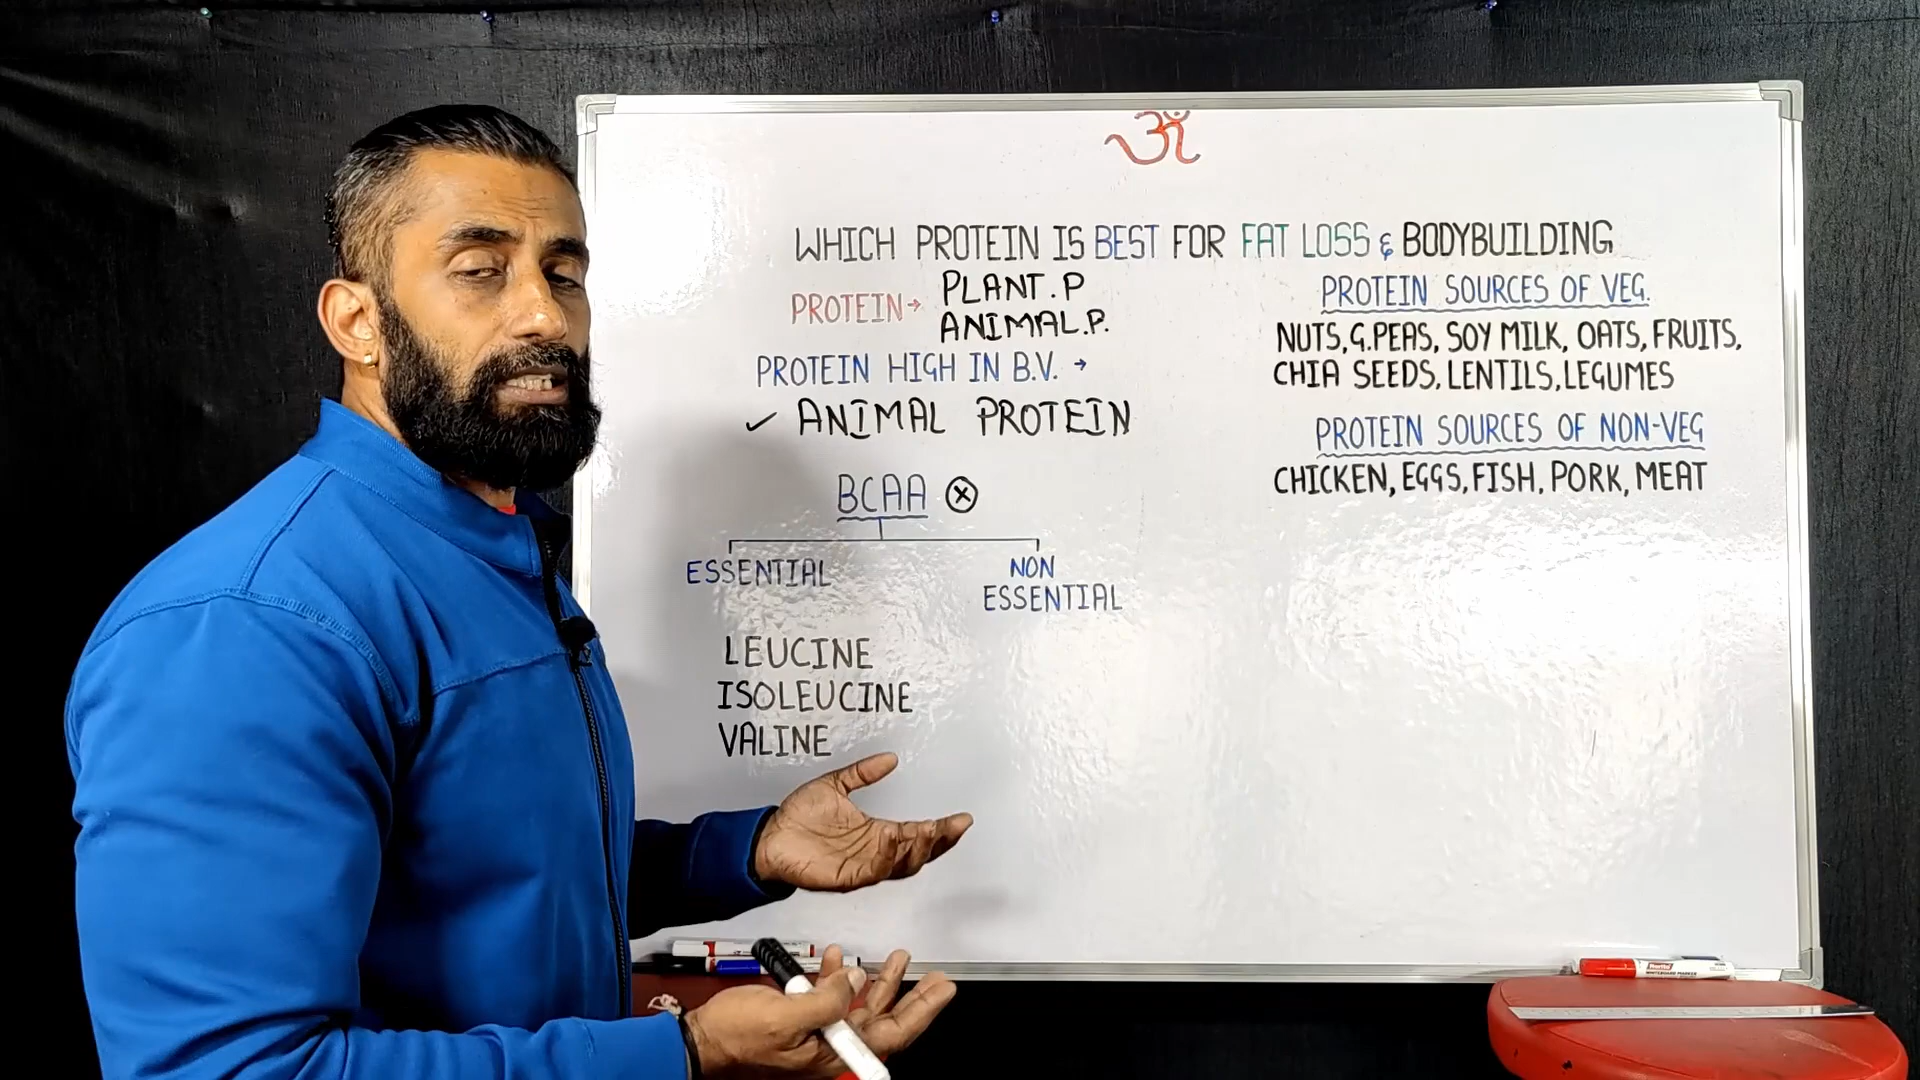 ॐ
WHICH PROTEIN IS BEST FOR FAT LOSS & BODYBUILDING
PROTEIN→
PLANT.P
ANIMAL.P.
PROTEIN HIGH IN B.V. →
✓ ANIMAL PROTEIN
BCAA ⓧ
ESSENTIAL
NON
ESSENTIAL
LEUCINE
ISOLEUCINE
VALINE
PROTEIN SOURCES OF VEG.
NUTS, G.PEAS, SOY MILK, OATS, FRUITS,
CHIA SEEDS, LENTILS, LEGUMES
PROTEIN SOURCES OF NON-VEG
CHICKEN, EGGS, FISH, PORK, MEAT